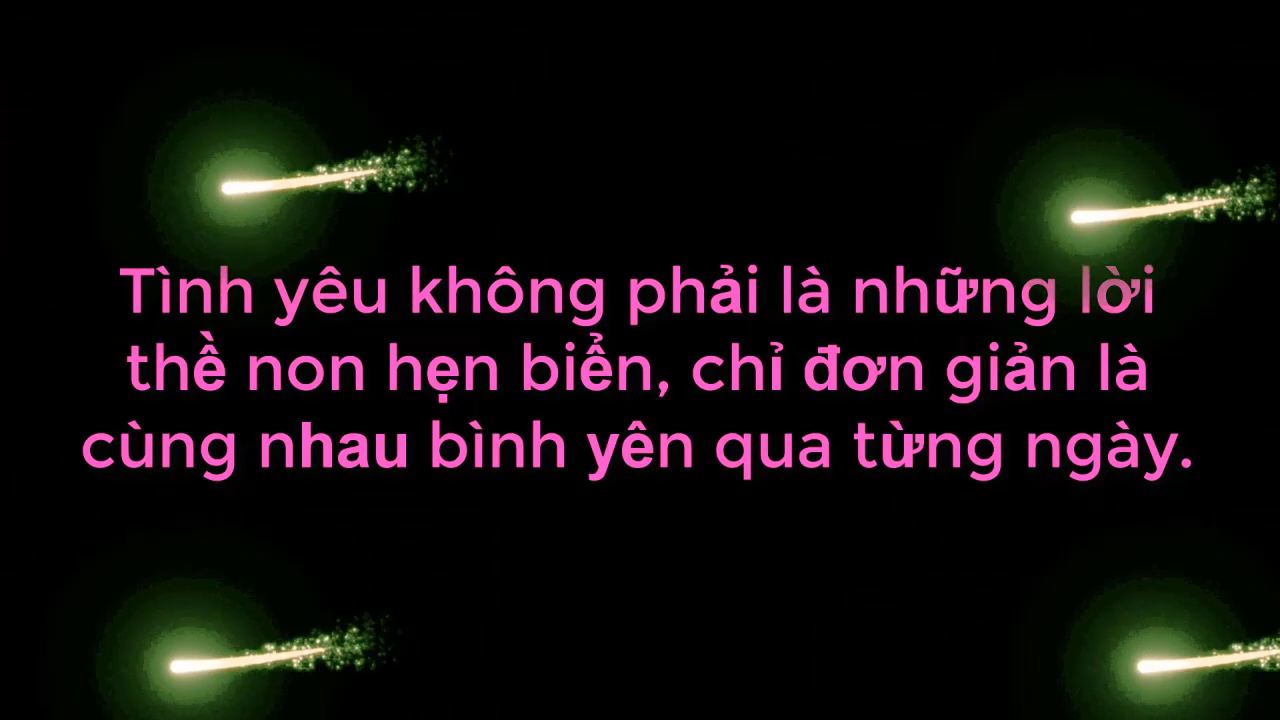 Tình yêu không phải là những lời
thề non hẹn biển, chỉ đơn giản là
cùng nhau bình yên qua từng ngày.